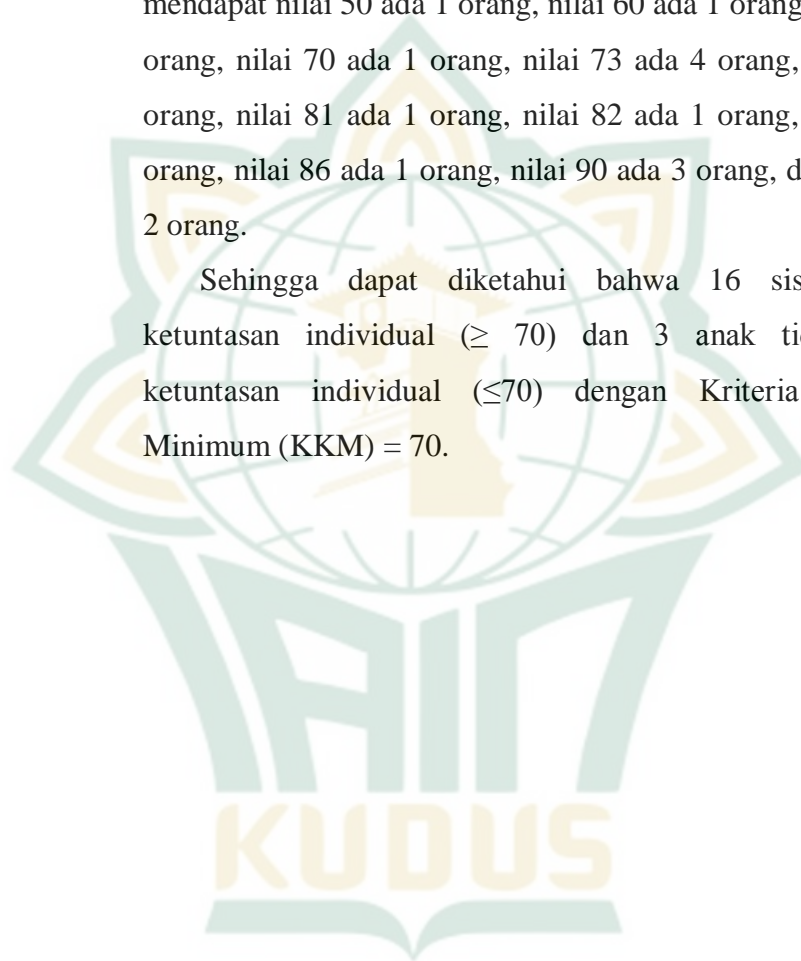 mendapat nilai 50 ada 1 orang, nilai 60 ada 1 orang
orang, nilai 70 ada 1 orang, nilai 73 ada 4 orang,
orang, nilai 81 ada 1 orang, nilai 82 ada 1 orang,
orang, nilai 86 ada 1 orang, nilai 90 ada 3 orang, d
2 orang.
Sehingga dapat diketahui bahwa 16 sis
ketuntasan individual (≥ 70) dan 3 anak
ketuntasan individual (≤70) dengan Kriteria
Minimum (KKM) = 70.
IAIN
KUDUS